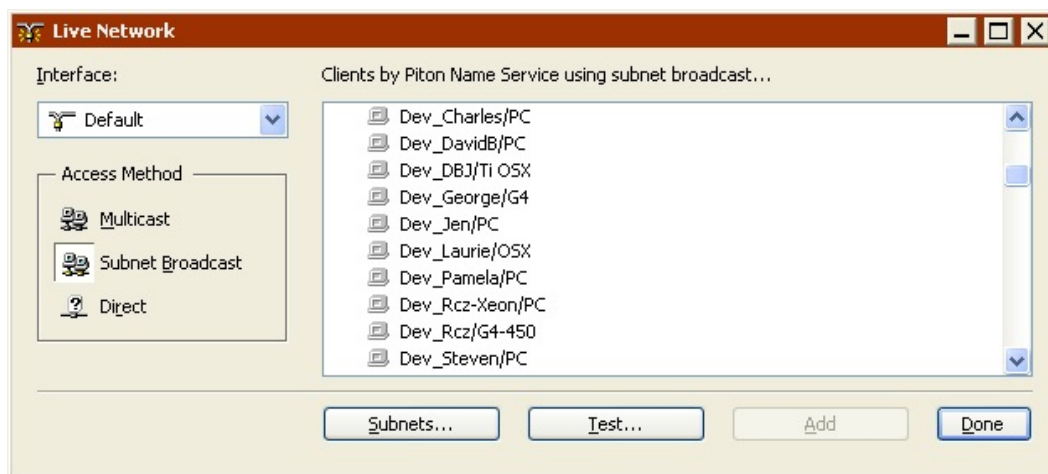 Live Network
Interface:
Default
Access Method
Multicast
Subnet Broadcast
Direct
Clients by Piton Name Service using subnet broadcast...
Dev_Charles/PC
Dev_DavidB/PC
Dev_DBJ/Ti OSX
Dev_George/G4
Dev_Jen/PC
Dev_Laurie/OSX
Dev_Pamela/PC
Dev_Rcz-Xeon/PC
Dev_Rcz/G4-450
Dev_Steven/PC
Subnets...
Test...
Add
Done